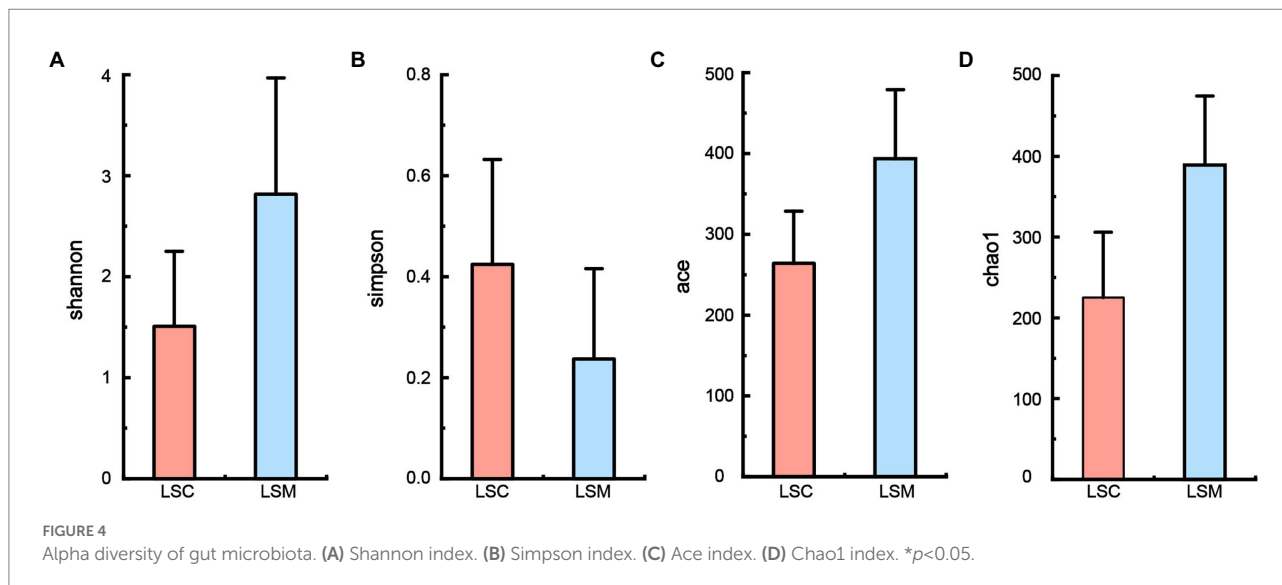 A
shannon
4
3
2
1
0
LSC LSM
B
simpson
0.8
0.6
0.4
0.2
0.0
LSC LSM
C
ace
500
400
300
200
100
0
LSC LSM
D
chao1
500
400
300
200
100
0
LSC LSM
FIGURE 4
Alpha diversity of gut microbiota. (A) Shannon index. (B) Simpson index. (C) Ace index. (D) Chao1 index. *p<0.05.